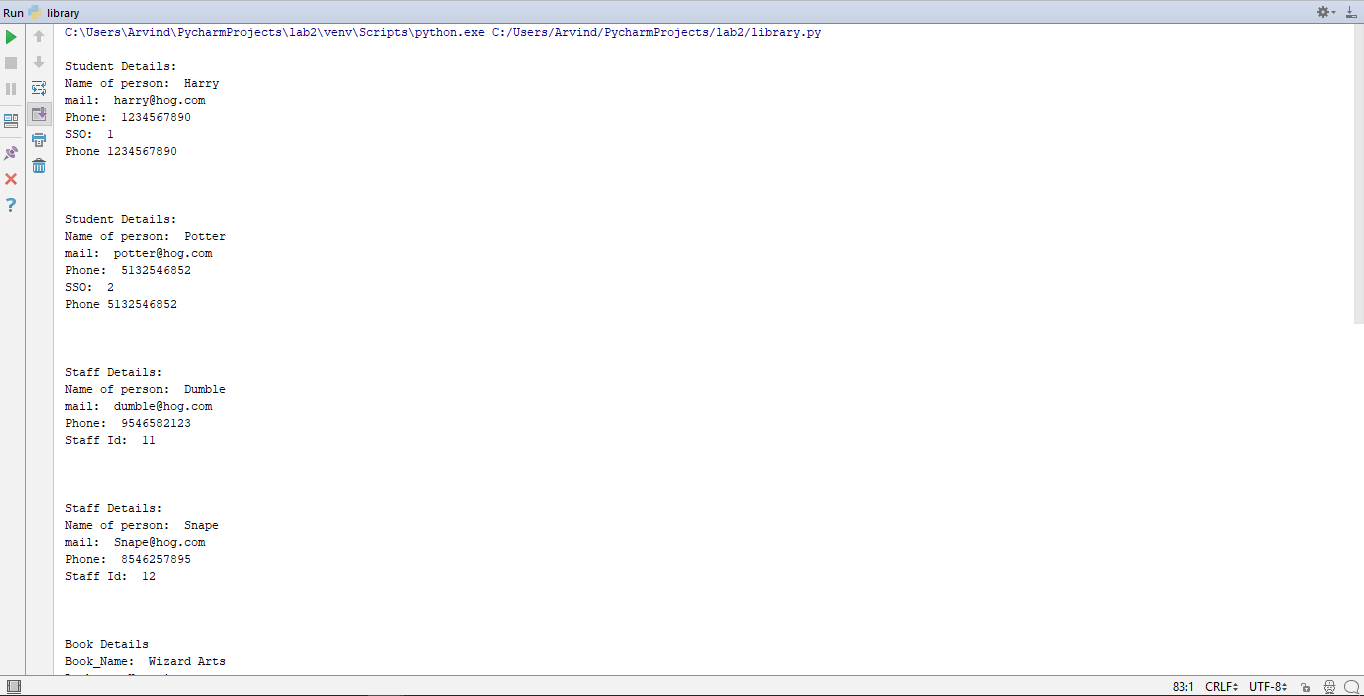 Run library
C:\Users\Arvind\PycharmProjects\lab2\venv\Scripts\python.exe C:/Users/Arvind/PycharmProjects/lab2/library.py
Student Details:
Name of person:  Harry
mail:  harry@hog.com
Phone:  1234567890
SSO:  1
Phone 1234567890
Student Details:
Name of person:  Potter
mail:  potter@hog.com
Phone:  5132546852
SSO:  2
Phone 5132546852
Staff Details:
Name of person:  Dumble
mail:  dumble@hog.com
Phone:  9546582123
Staff Id:  11
Staff Details:
Name of person:  Snape
mail:  Snape@hog.com
Phone:  8546257895
Staff Id:  12
Book Details
Book_Name:  Wizard Arts
83:1 CRLF UTF-8